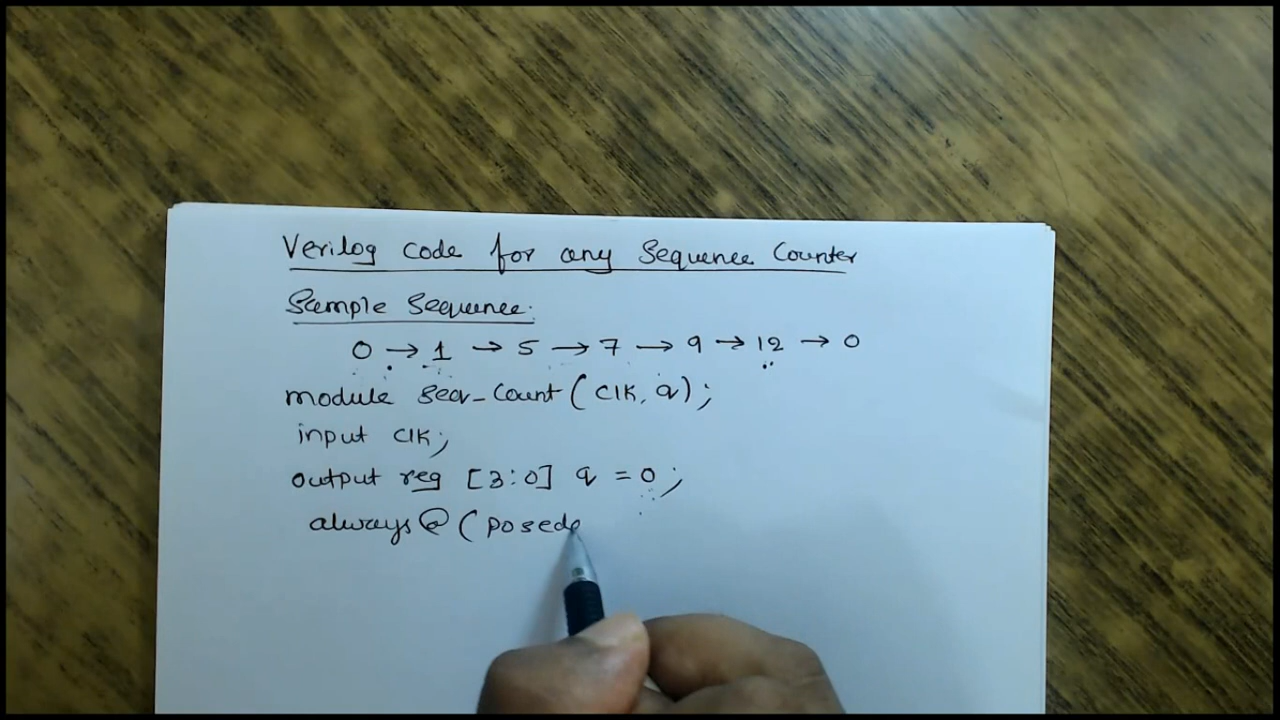 Verilog code for any Sequence Counter
Sample Sequence:
0 → 1 → 5 → 7 → 9 → 12 → 0
module seq_count(clk, q);
input clk;
output reg [3:0] q = 0;
always@(posed